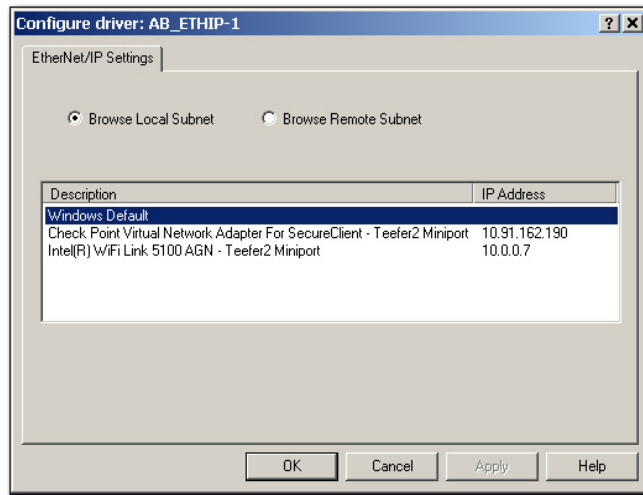 Configure driver: AB_ETHIP-1
EtherNet/IP Settings
Browse Local Subnet Browse Remote Subnet
Description IP Address
Windows Default
Check Point Virtual Network Adapter For SecureClient - Teefer2 Miniport 10.91.162.190
Intel(R) WiFi Link 5100 AGN - Teefer2 Miniport 10.0.0.7
OK Cancel Apply Help